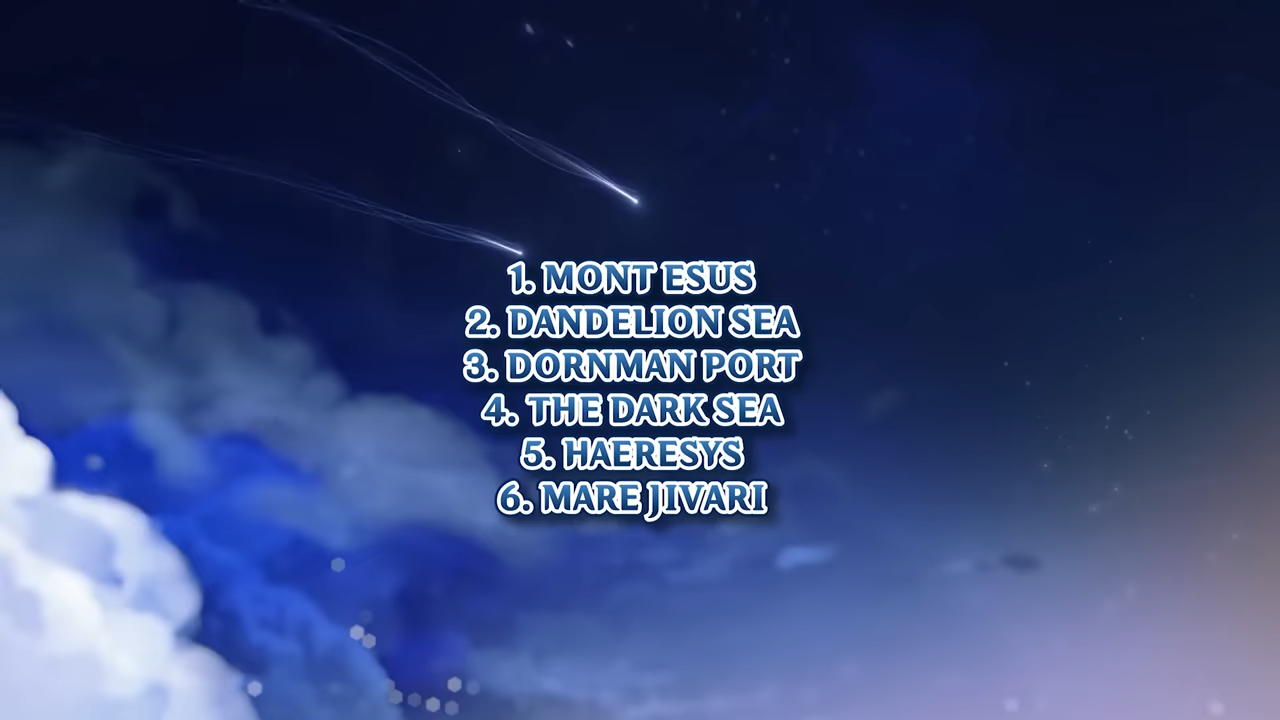 1. MONT ESUS
2. DANDELION SEA
3. DORNMAN PORT
4. THE DARK SEA
5. HAERESYS
6. MARE JIVARI